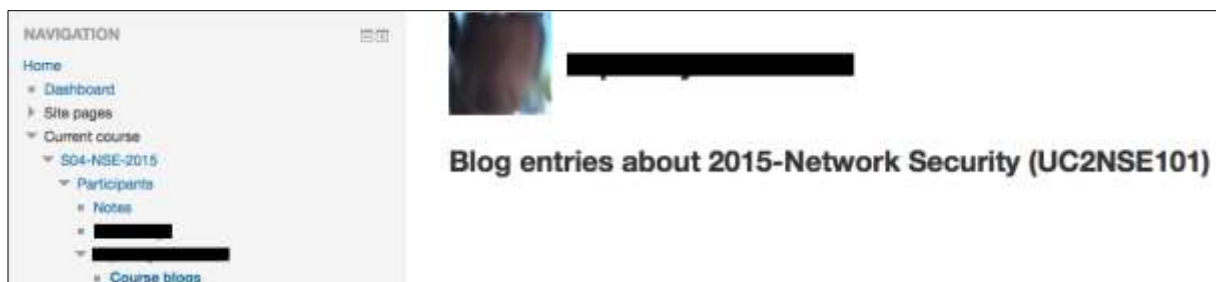 NAVIGATION
Home
Dashboard
Site pages
Current course
S04-NSE-2015
Participants
Notes
Course blogs
Blog entries about 2015-Network Security (UC2NSE101)